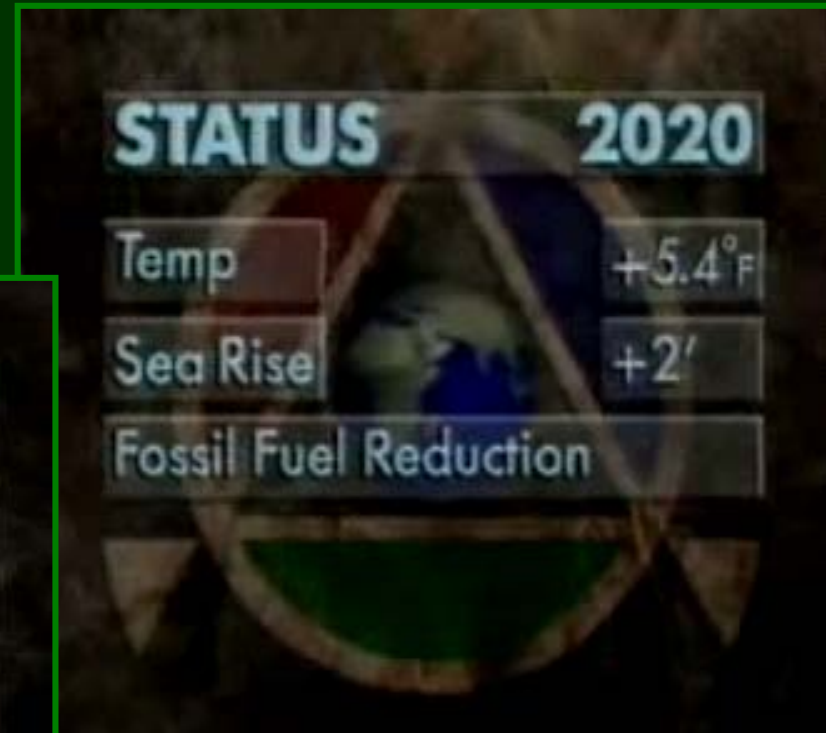 STATUS 2020
Temp +5.4°F
Sea Rise +2′
Fossil Fuel Reduction